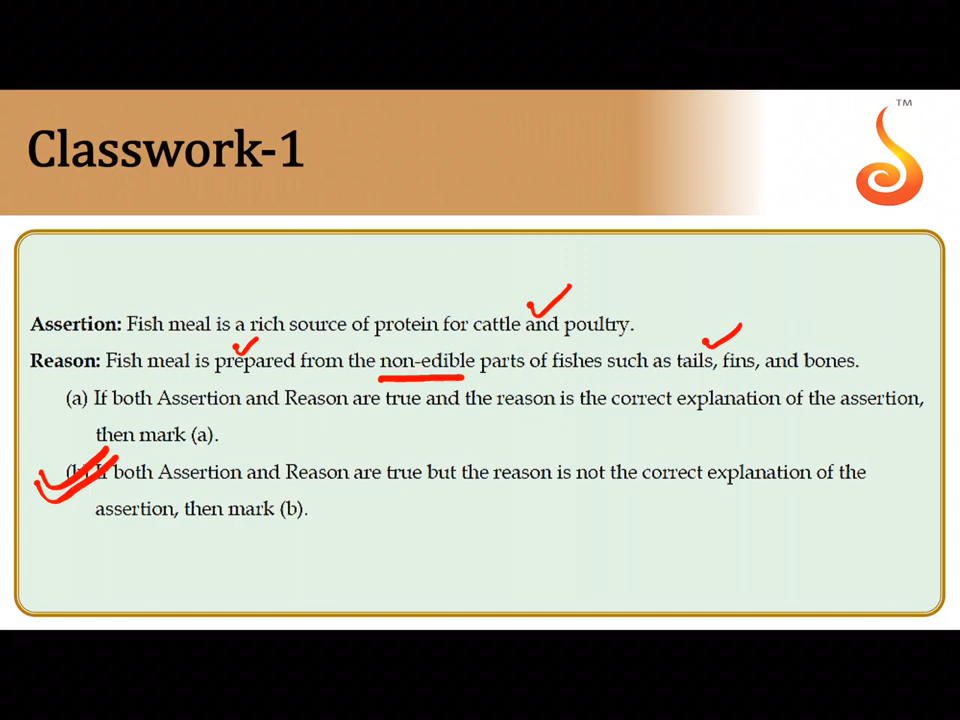 TM
Classwork-1
Assertion: Fish meal is a rich source of protein for cattle and poultry.
Reason: Fish meal is prepared from the non-edible parts of fishes such as tails, fins, and bones.
(a) If both Assertion and Reason are true and the reason is the correct explanation of the assertion,
then mark (a).
(b) If both Assertion and Reason are true but the reason is not the correct explanation of the
assertion, then mark (b).